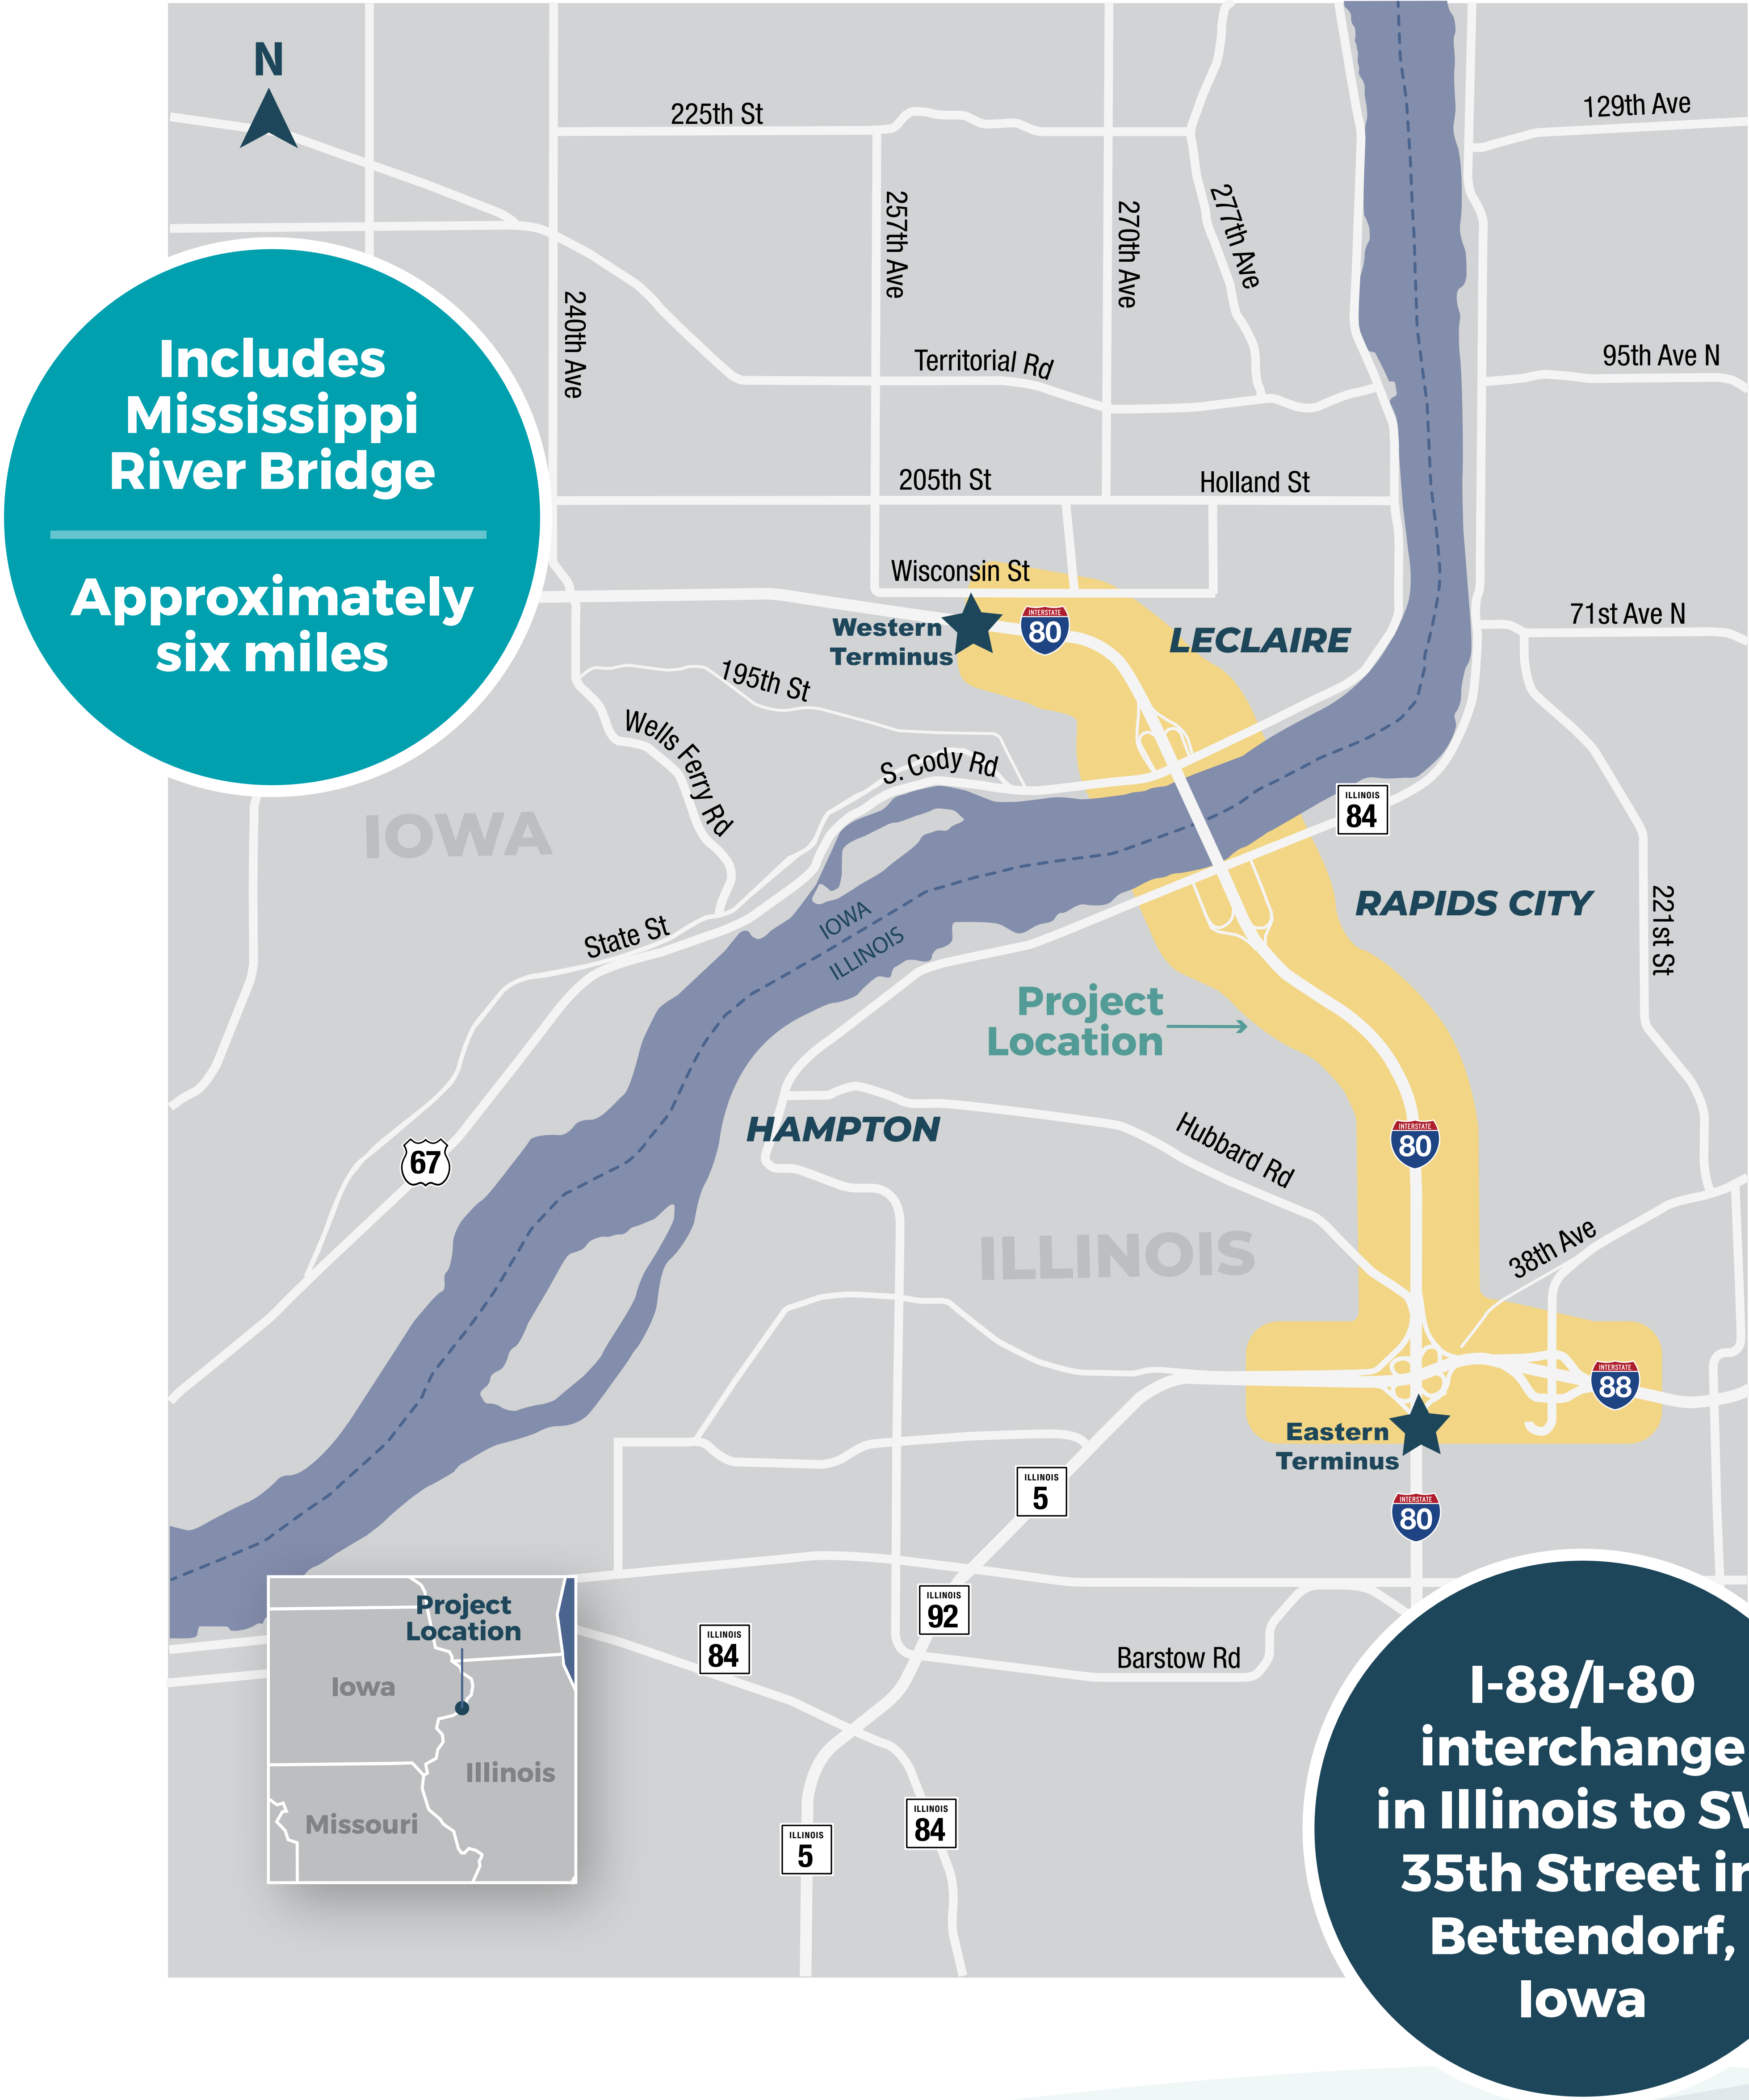 N
225th St
129th Ave
257th Ave
270th Ave
277th Ave
240th Ave
Includes
Mississippi
River Bridge
Approximately
six miles
Territorial Rd
95th Ave N
205th St
Holland St
Wisconsin St
Western
Terminus
INTERSTATE
80
LECLAIRE
71st Ave N
195th St
Wells Ferry Rd
S. Cody Rd
ILLINOIS
84
IOWA
RAPIDS CITY
221st St
State St
IOWA
ILLINOIS
Project
Location
HAMPTON
67
Hubbard Rd
INTERSTATE
80
ILLINOIS
38th Ave
INTERSTATE
88
Eastern
Terminus
ILLINOIS
5
INTERSTATE
80
ILLINOIS
92
ILLINOIS
84
Barstow Rd
Project
Location
Iowa
Illinois
Missouri
ILLINOIS
5
ILLINOIS
84
I-88/I-80
interchange
in Illinois to
35th Street
Bettendorf,
Iowa